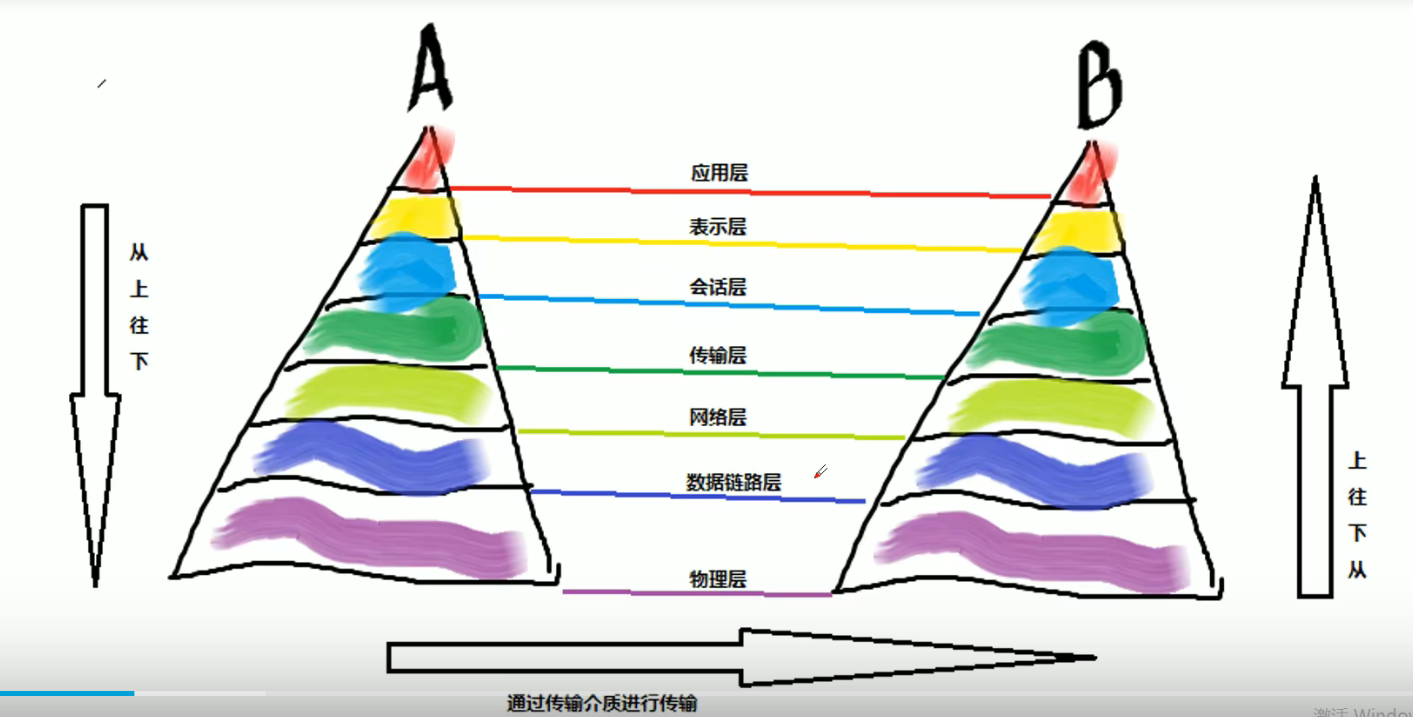 A
B
应用层
表示层
会话层
传输层
网络层
数据链路层
物理层
从
上
往
下
上
往
下
从
通过传输介质进行传输
激活 Windo